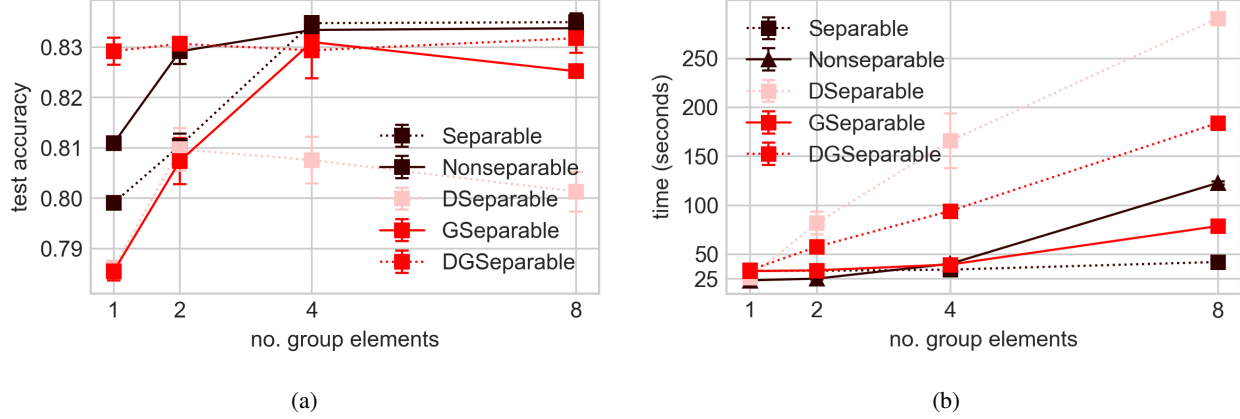 0.83
0.82
0.81
0.80
0.79
test accuracy
1 2 4 8
no. group elements
Separable
Nonseparable
DSeparable
GSeparable
DGSeparable
(a)
250
200
150
100
50
25
time (seconds)
1 2 4 8
no. group elements
Separable
Nonseparable
DSeparable
GSeparable
DGSeparable
(b)